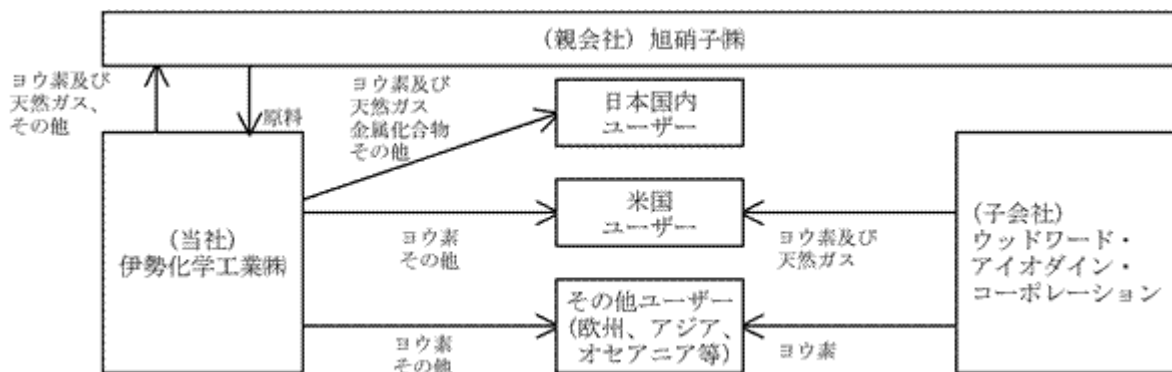 (親会社) 旭硝子㈱
ヨウ素及び
天然ガス、
その他
原料
ヨウ素及び
天然ガス
金属化合物
その他
日本国内
ユーザー
(当社)
伊勢化学工業㈱
ヨウ素
その他
米国
ユーザー
ヨウ素及び
天然ガス
(子会社)
ウッドワード・
アイオダイン・
コーポレーション
ヨウ素
その他
その他ユーザー
(欧州、アジア、
オセアニア等)
ヨウ素